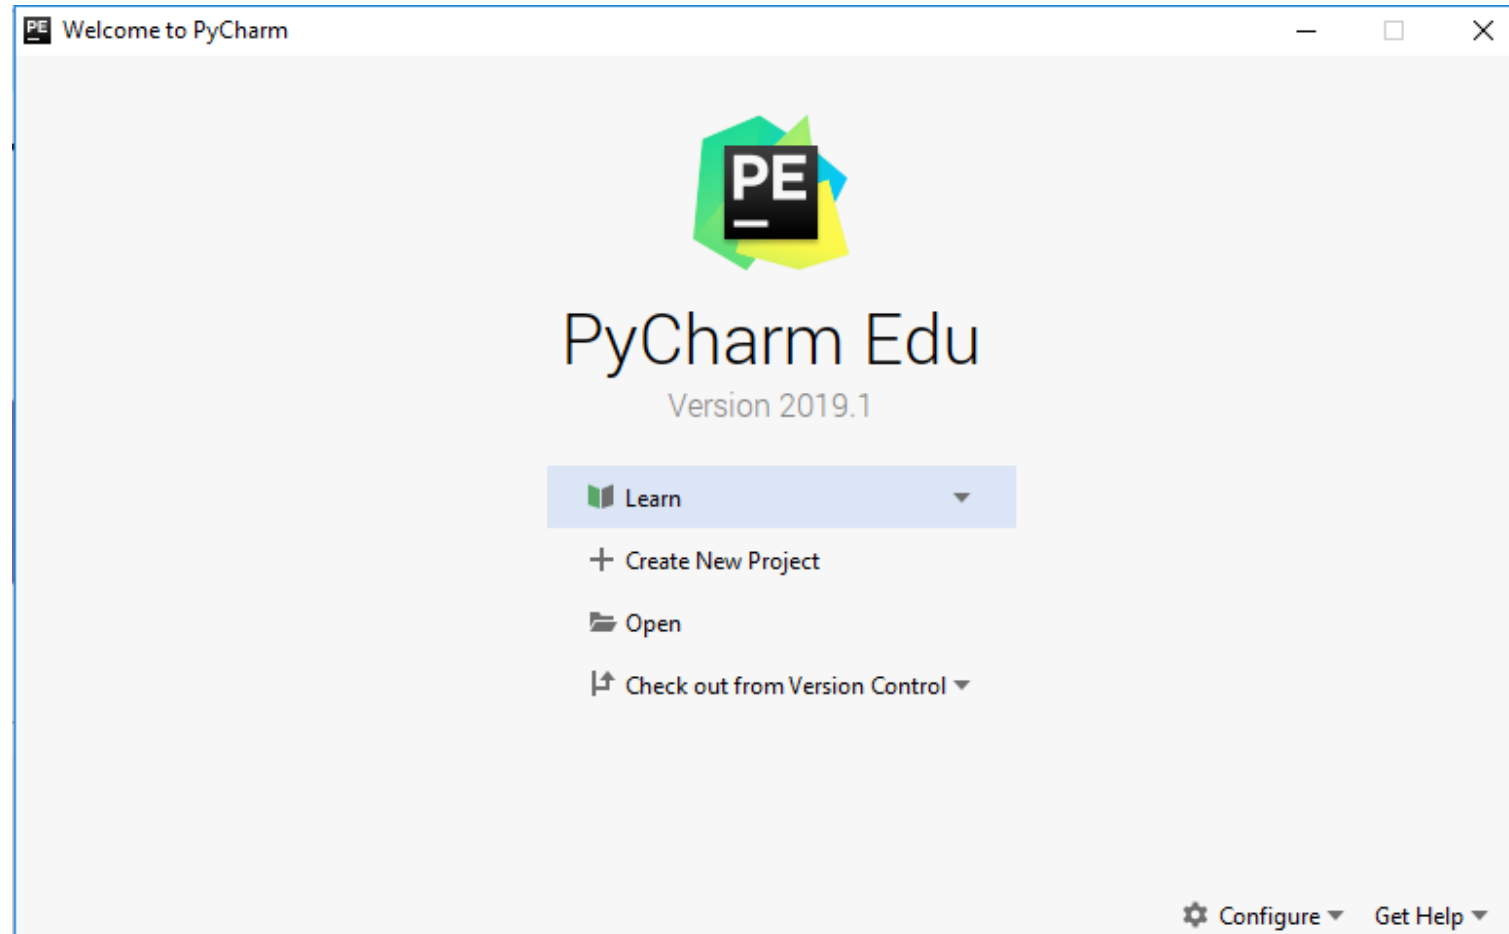 PE Welcome to PyCharm
PE
PyCharm Edu
Version 2019.1
Learn
Create New Project
Open
Check out from Version Control
Configure Get Help